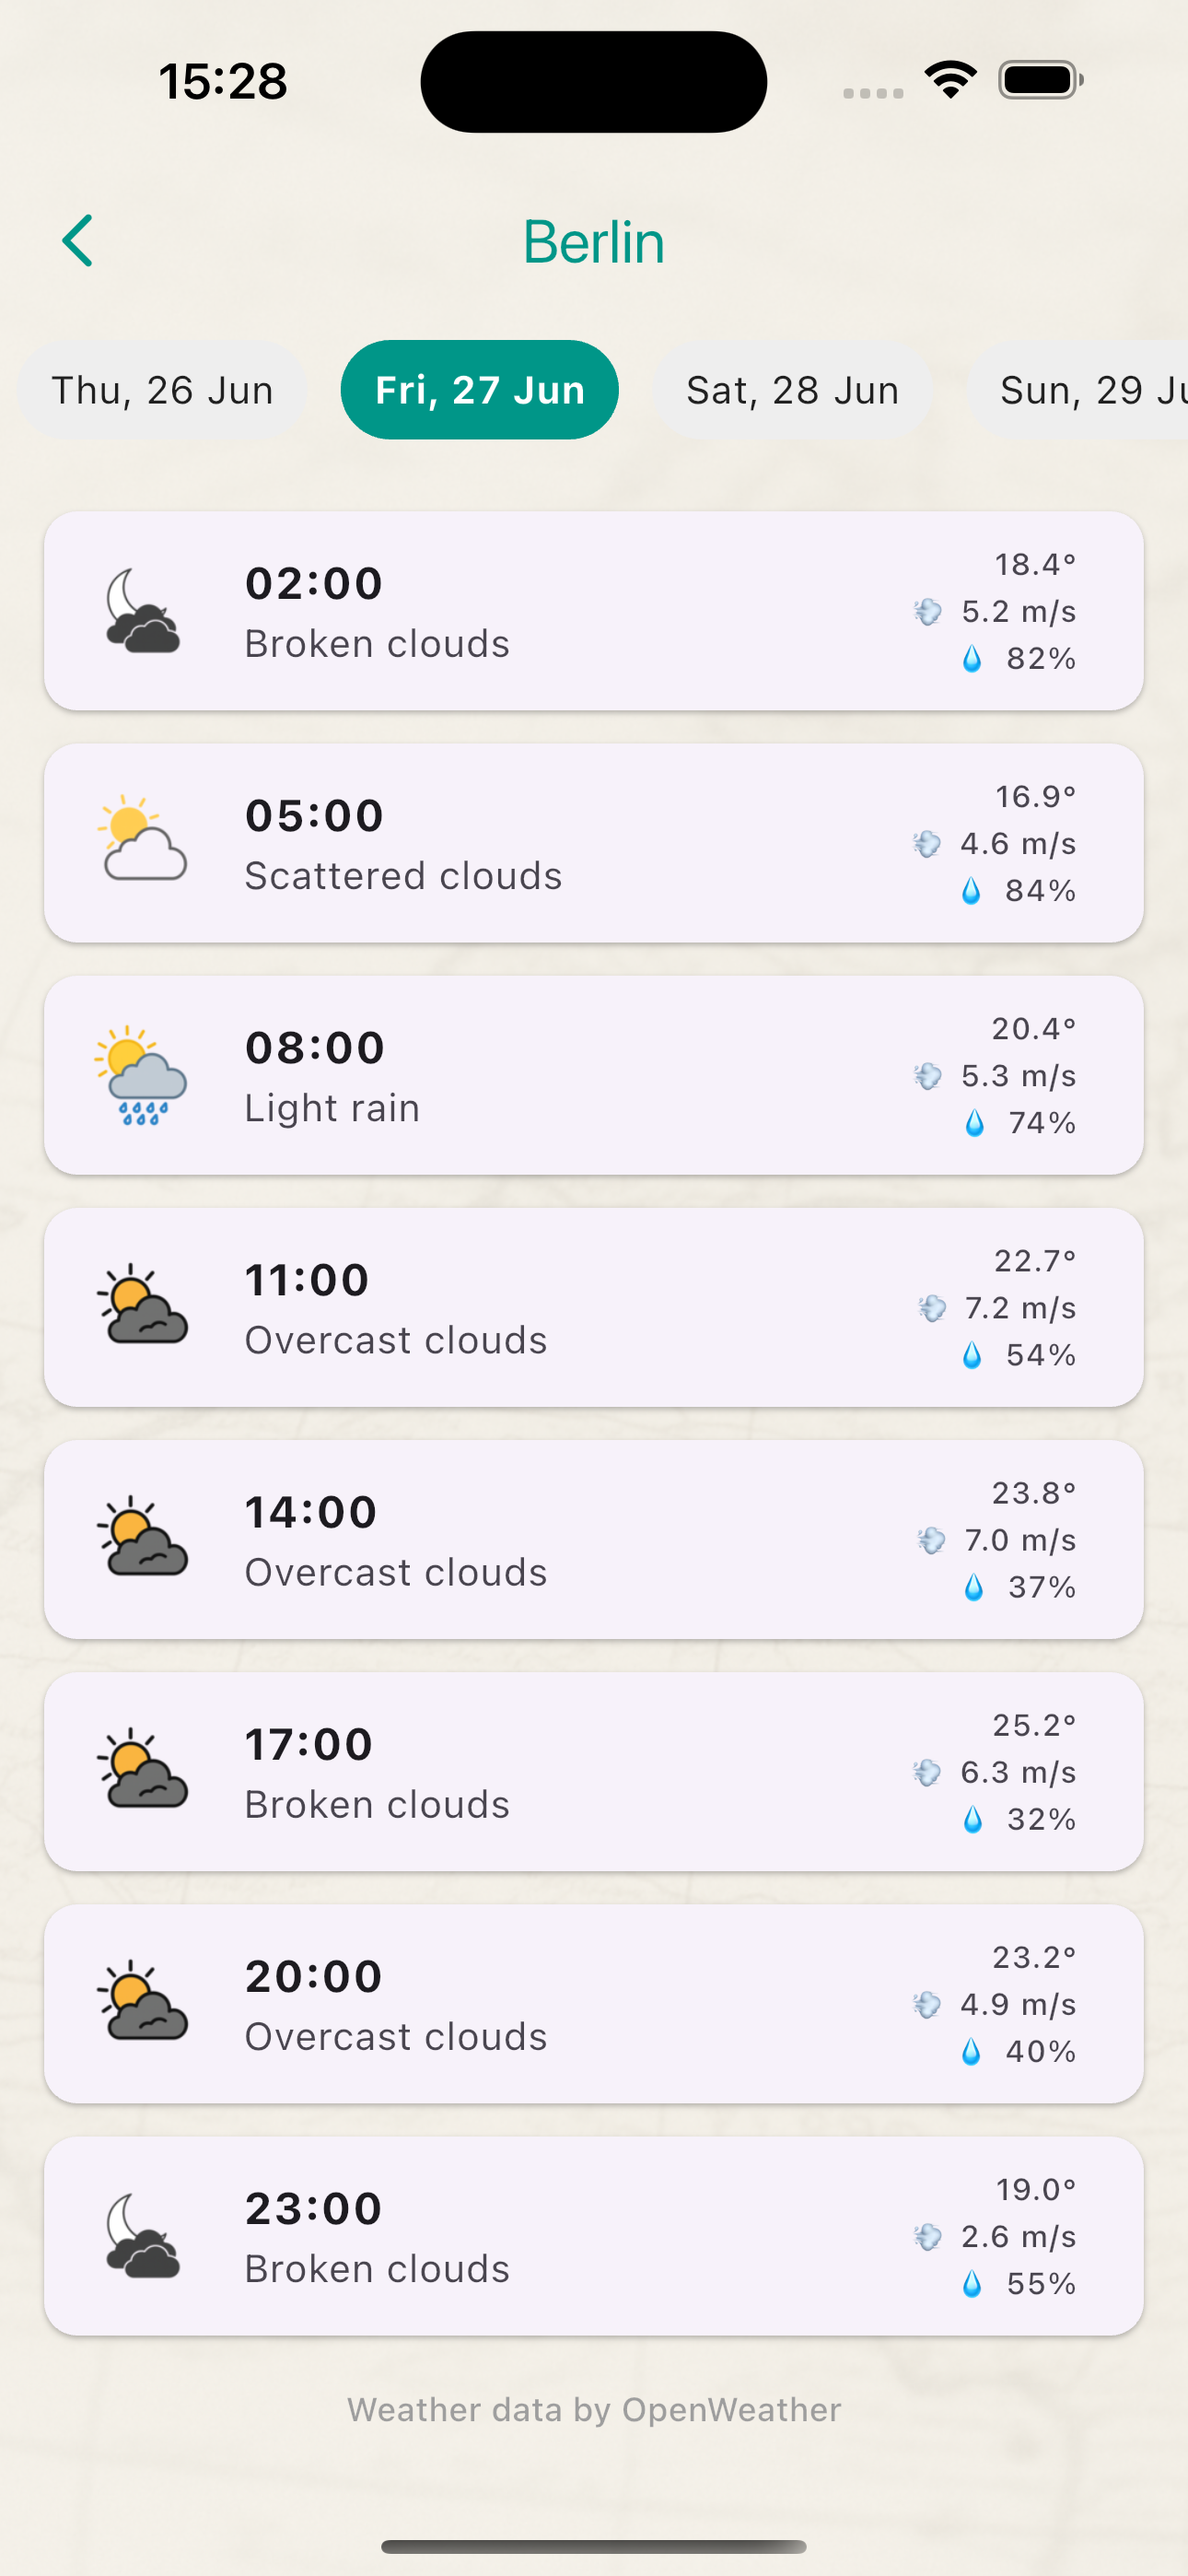 15:28
Berlin
Thu, 26 Jun
Fri, 27 Jun
Sat, 28 Jun
Sun, 29 Ju
02:00
Broken clouds
18.4°
5.2 m/s
82%
05:00
Scattered clouds
16.9°
4.6 m/s
84%
08:00
Light rain
20.4°
5.3 m/s
74%
11:00
Overcast clouds
22.7°
7.2 m/s
54%
14:00
Overcast clouds
23.8°
7.0 m/s
37%
17:00
Broken clouds
25.2°
6.3 m/s
32%
20:00
Overcast clouds
23.2°
4.9 m/s
40%
23:00
Broken clouds
19.0°
2.6 m/s
55%
Weather data by OpenWeather